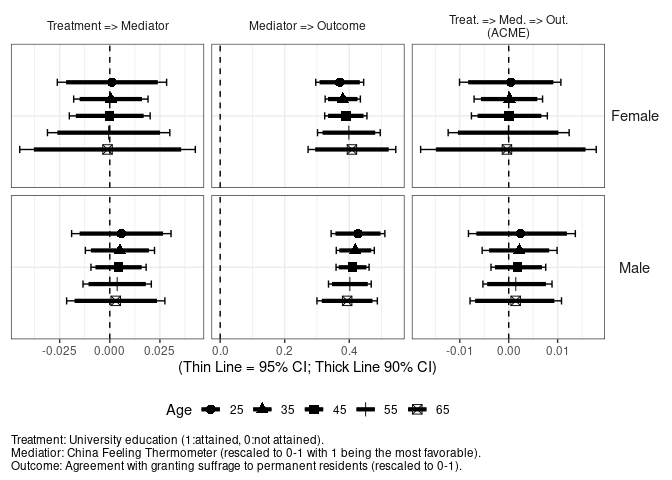 Treatment => Mediator
Mediator => Outcome
Treat. => Med. => Out.
(ACME)
Female
Male
-0.025 0.000 0.025
0.0 0.2 0.4
-0.01 0.00 0.01
(Thin Line = 95% CI; Thick Line 90% CI)
Age 25 35 45 55 65
Treatment: University education (1:attained, 0:not attained).
Mediatior: China Feeling Thermometer (rescaled to 0-1 with 1 being the most favorable).
Outcome: Agreement with granting suffrage to permanent residents (rescaled to 0-1).